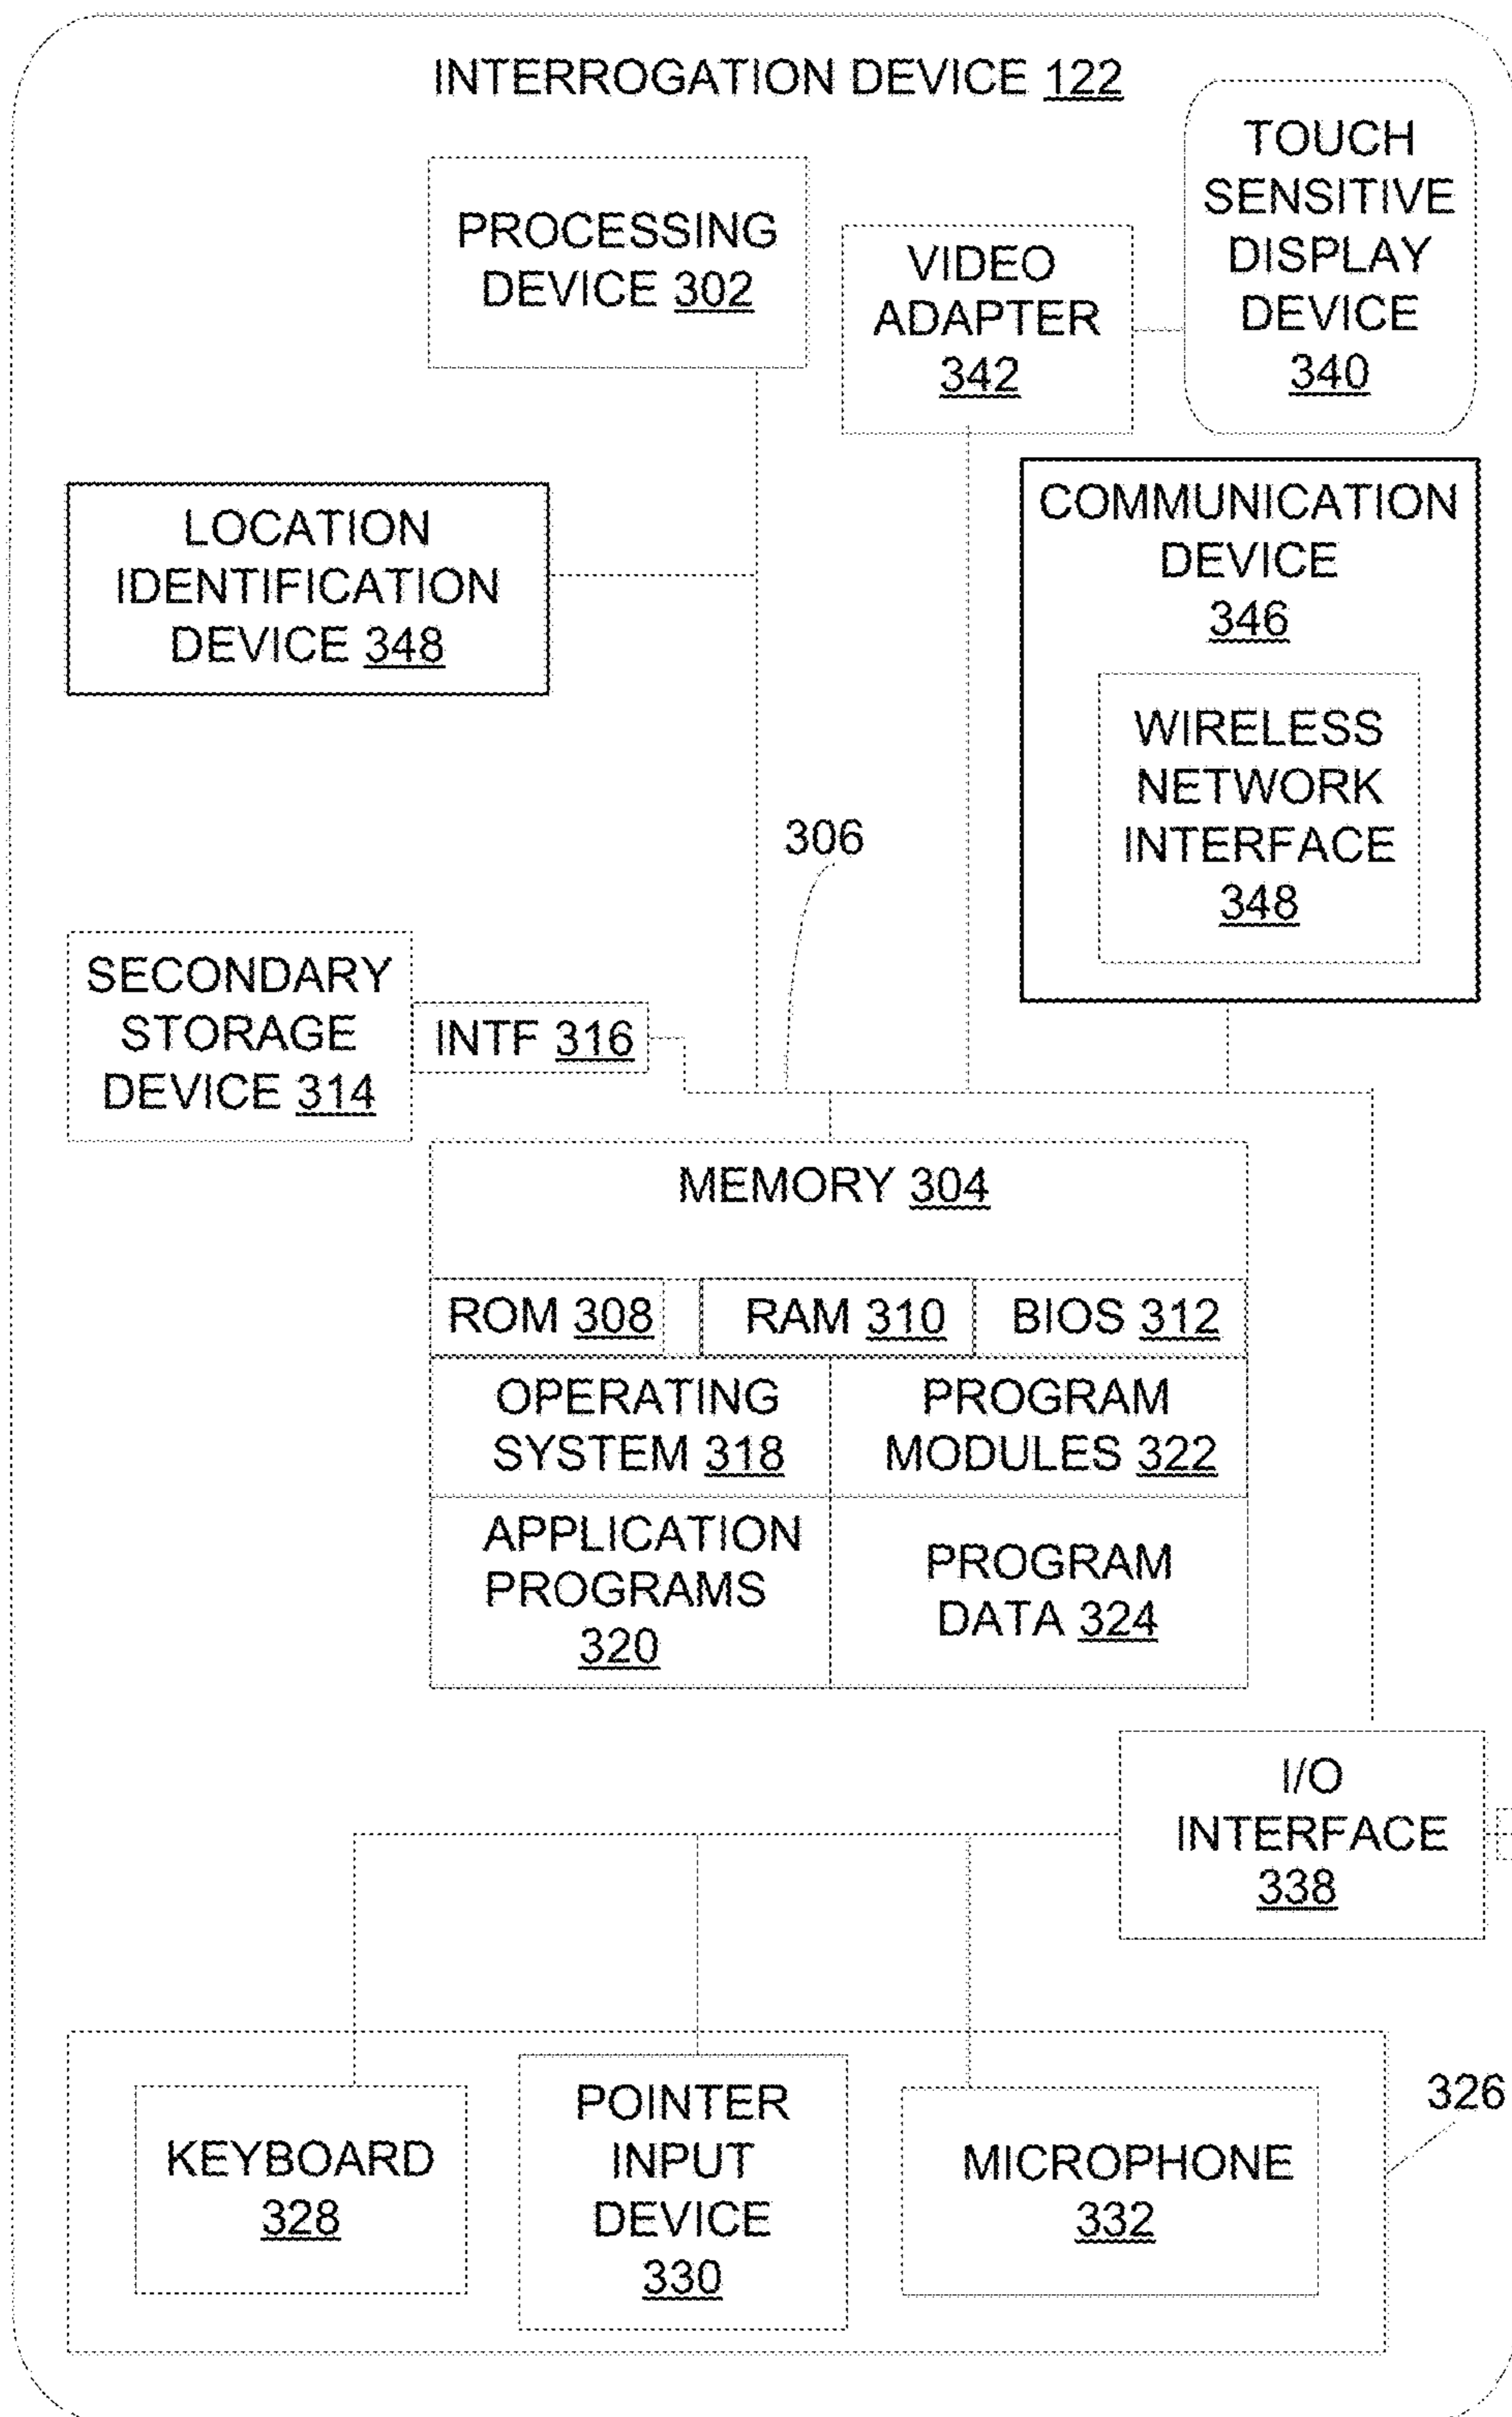 INTERROGATION DEVICE 122
PROCESSING
DEVICE 302
VIDEO
ADAPTER
342
TOUCH
SENSITIVE
DISPLAY
DEVICE
340
LOCATION
IDENTIFICATION
DEVICE 348
COMMUNICATION
DEVICE
346
WIRELESS
NETWORK
INTERFACE
348
306
SECONDARY
STORAGE
DEVICE 314
INTF 316
MEMORY 304
ROM 308
RAM 310
BIOS 312
OPERATING
SYSTEM 318
PROGRAM
MODULES 322
APPLICATION
PROGRAMS
320
PROGRAM
DATA 324
I/O
INTERFACE
338
326
KEYBOARD
328
POINTER
INPUT
DEVICE
330
MICROPHONE
332